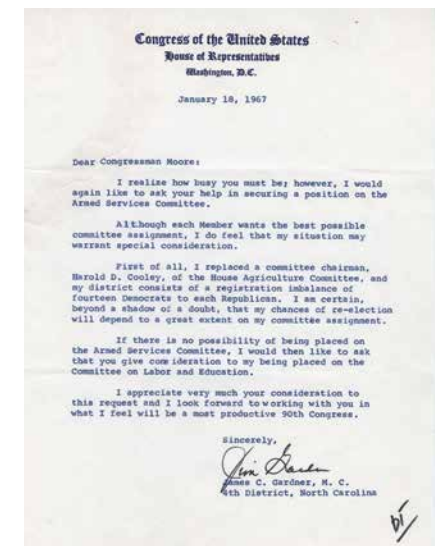 Congress of the United States
House of Representatives
Washington, D.C.
January 18, 1967
Dear Congressman Moore:
I realize how busy you must be; however, I would
again like to ask your help in securing a position on the
Armed Services Committee.
Although each Member wants the best possible
committee assignment, I do feel that my situation may
warrant special consideration.
First of all, I replaced a committee chairman,
Harold D. Cooley, of the House Agriculture Committee, and
my district consists of a registration imbalance of
fourteen Democrats to each Republican. I am certain,
beyond a shadow of a doubt, that my chances of re-election
will depend to a great extent on my committee assignment.
If there is no possibility of being placed on
the Armed Services Committee, I would then like to ask
that you give consideration to my being placed on the
Committee on Labor and Education.
I appreciate very much your consideration to
this request and I look forward to working with you in
what I feel will be a most productive 90th Congress.
Sincerely,
Jim Gardner
James C. Gardner, M. C.
4th District, North Carolina